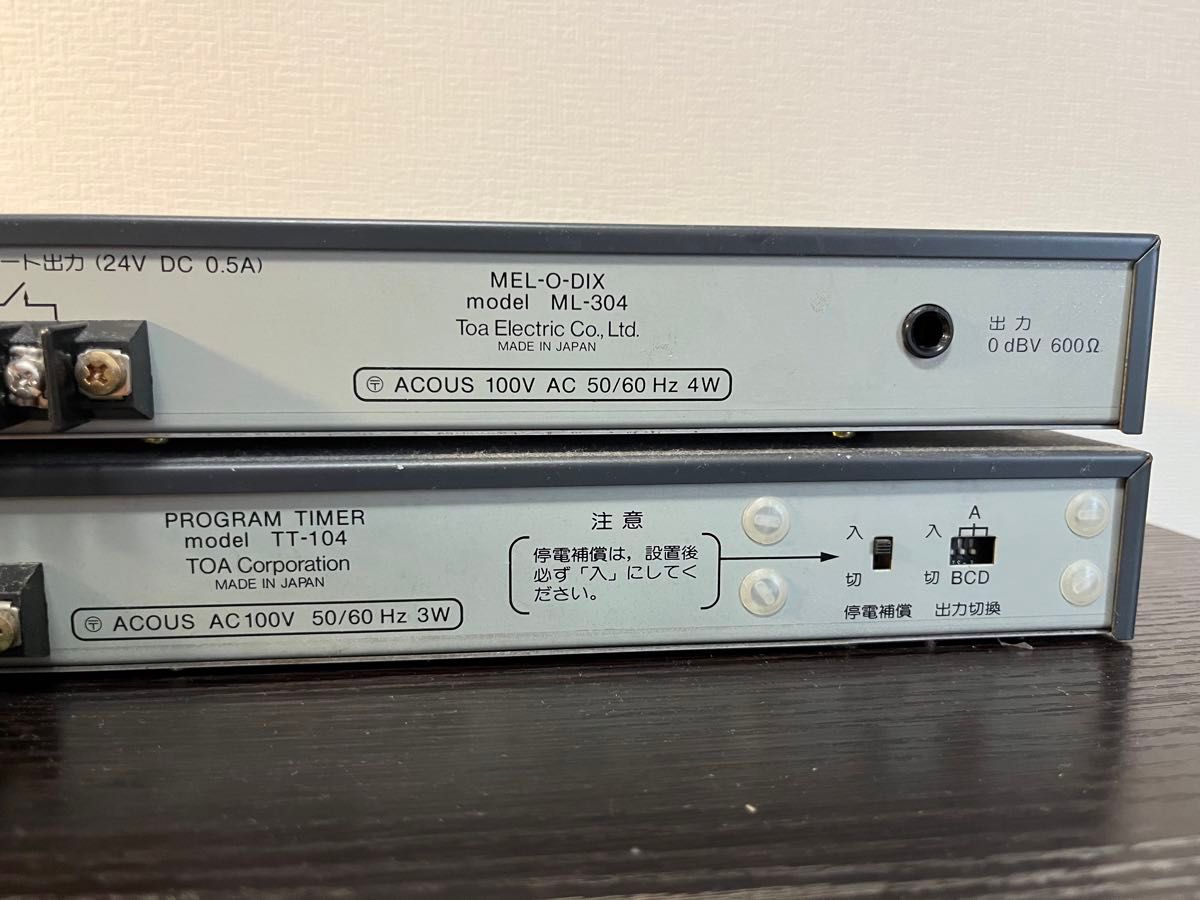 ート出力 (24V DC 0.5A)
MEL-O-DIX
model ML-304
Toa Electric Co., Ltd.
MADE IN JAPAN
〒 ACOUS 100V AC 50/60 Hz 4W
出力
0 dBV 600Ω
PROGRAM TIMER
model TT-104
TOA Corporation
MADE IN JAPAN
〒 ACOUS AC100V 50/60 Hz 3W
注意
停電補償は,設置後
必ず「入」にしてく
ださい。
入
切
停電補償
A
入
切 BCD
出力切換